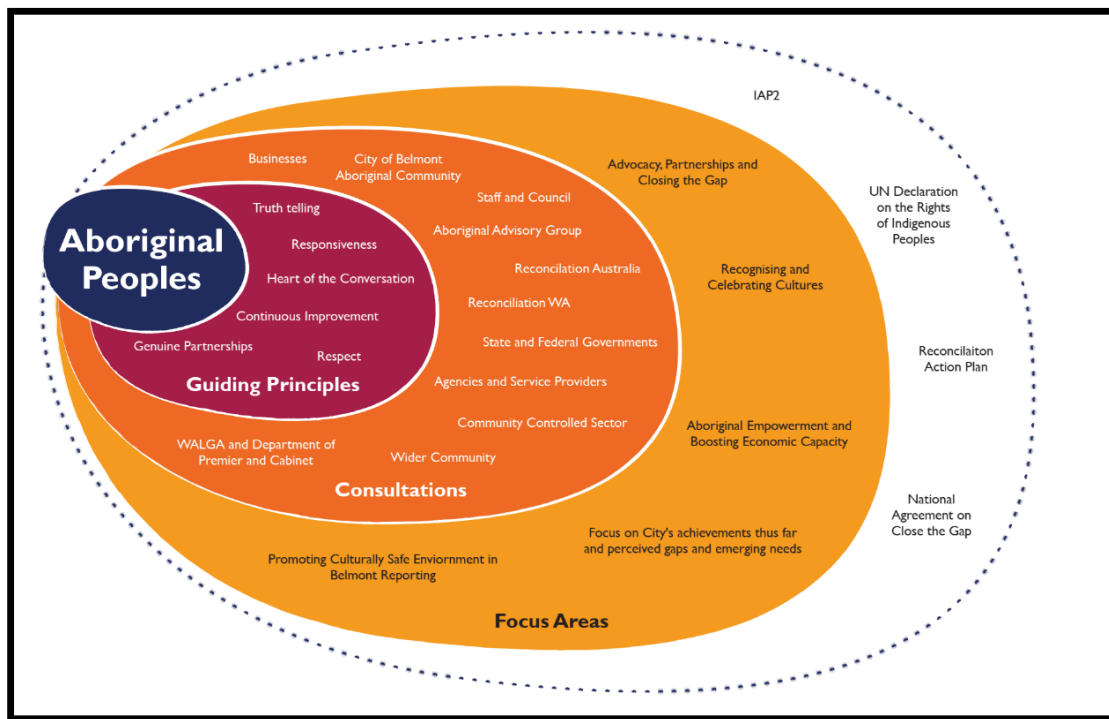 Aboriginal
Peoples
Truth telling
Responsiveness
Heart of the Conversation
Continuous Improvement
Genuine Partnerships
Respect
Guiding Principles
Businesses
City of Belmont
Aboriginal Community
Staff and Council
Aboriginal Advisory Group
Reconcilation Australia
Reconciliation WA
State and Federal Governments
Agencies and Service Providers
Community Controlled Sector
WALGA and Department of
Premier and Cabinet
Wider Community
Consultations
Advocacy, Partnerships and
Closing the Gap
Recognising and
Celebrating Cultures
Aboriginal Empowerment and
Boosting Economic Capacity
Focus on City's achievements thus far
and perceived gaps and emerging needs
Promoting Culturally Safe Enviornment in
Belmont Reporting
Focus Areas
IAP2
UN Declaration
on the Rights
of Indigenous
Peoples
Reconcilaiton
Action Plan
National
Agreement on
Close the Gap